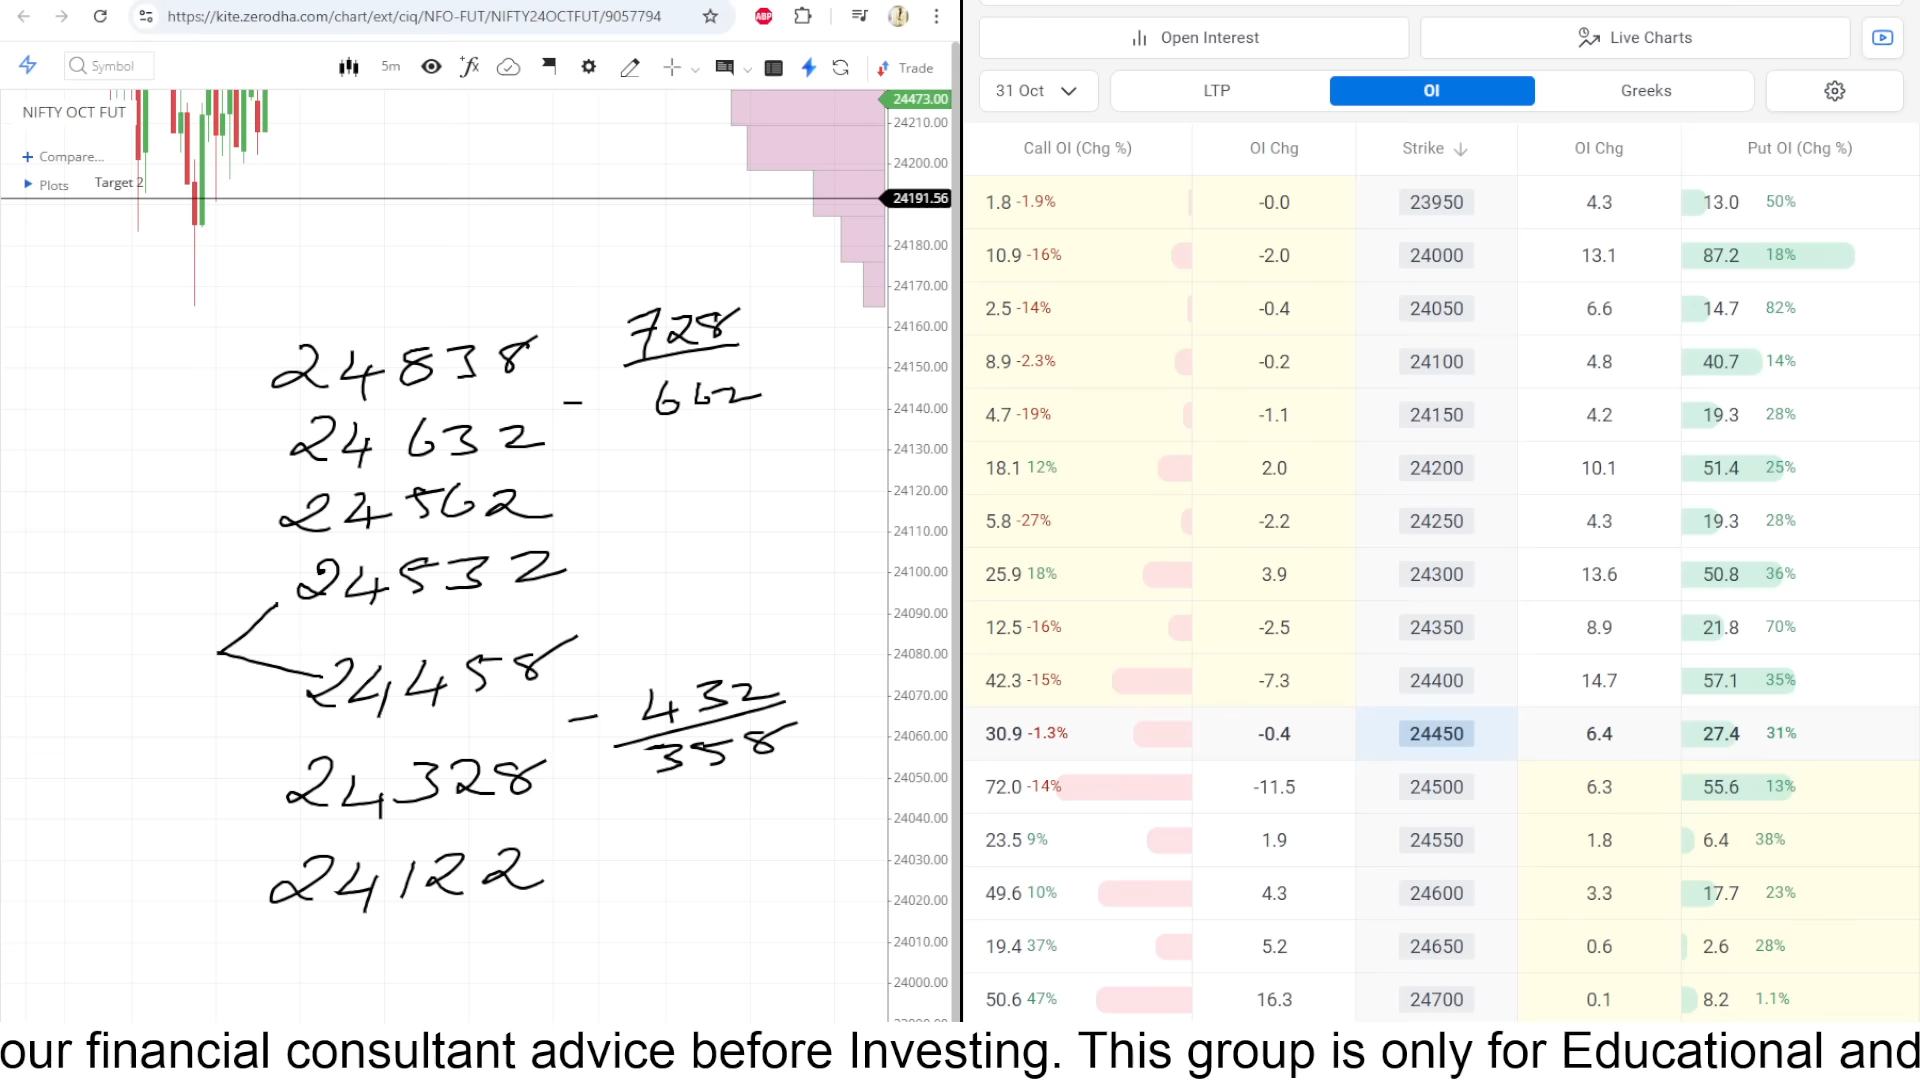 https://kite.zerodha.com/chart/ext/ciq/NFO-FUT/NIFTY24OCTFUT/9057794
ABP
Symbol
5m
Trade
NIFTY OCT FUT
Compare...
Plots
Target 2
24473.00
24210.00
24200.00
24191.56
24180.00
24170.00
24160.00
24150.00
24140.00
24130.00
24120.00
24110.00
24100.00
24090.00
24080.00
24070.00
24060.00
24050.00
24040.00
24030.00
24020.00
24010.00
24000.00
24838
24632 - 728
662
24562
24532
24458
24328 - 432
358
24122
Open Interest
Live Charts
31 Oct LTP OI Greeks
Call OI (Chg %) OI Chg Strike OI Chg Put OI (Chg %)
1.8 -1.9% -0.0 23950 4.3 13.0 50%
10.9 -16% -2.0 24000 13.1 87.2 18%
2.5 -14% -0.4 24050 6.6 14.7 82%
8.9 -2.3% -0.2 24100 4.8 40.7 14%
4.7 -19% -1.1 24150 4.2 19.3 28%
18.1 12% 2.0 24200 10.1 51.4 25%
5.8 -27% -2.2 24250 4.3 19.3 28%
25.9 18% 3.9 24300 13.6 50.8 36%
12.5 -16% -2.5 24350 8.9 21.8 70%
42.3 -15% -7.3 24400 14.7 57.1 35%
30.9 -1.3% -0.4 24450 6.4 27.4 31%
72.0 -14% -11.5 24500 6.3 55.6 13%
23.5 9% 1.9 24550 1.8 6.4 38%
49.6 10% 4.3 24600 3.3 17.7 23%
19.4 37% 5.2 24650 0.6 2.6 28%
50.6 47% 16.3 24700 0.1 8.2 1.1%
our financial consultant advice before Investing. This group is only for Educational and